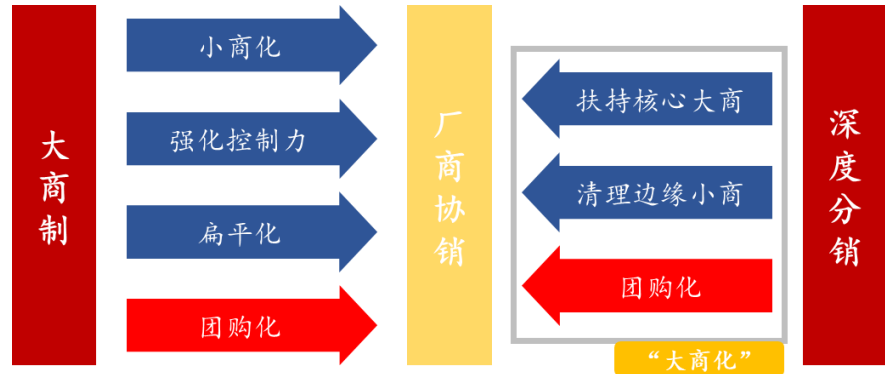 大商制
小商化
强化控制力
扁平化
团购化
厂商协销
扶持核心大商
清理边缘小商
团购化
“大商化”
深度分销